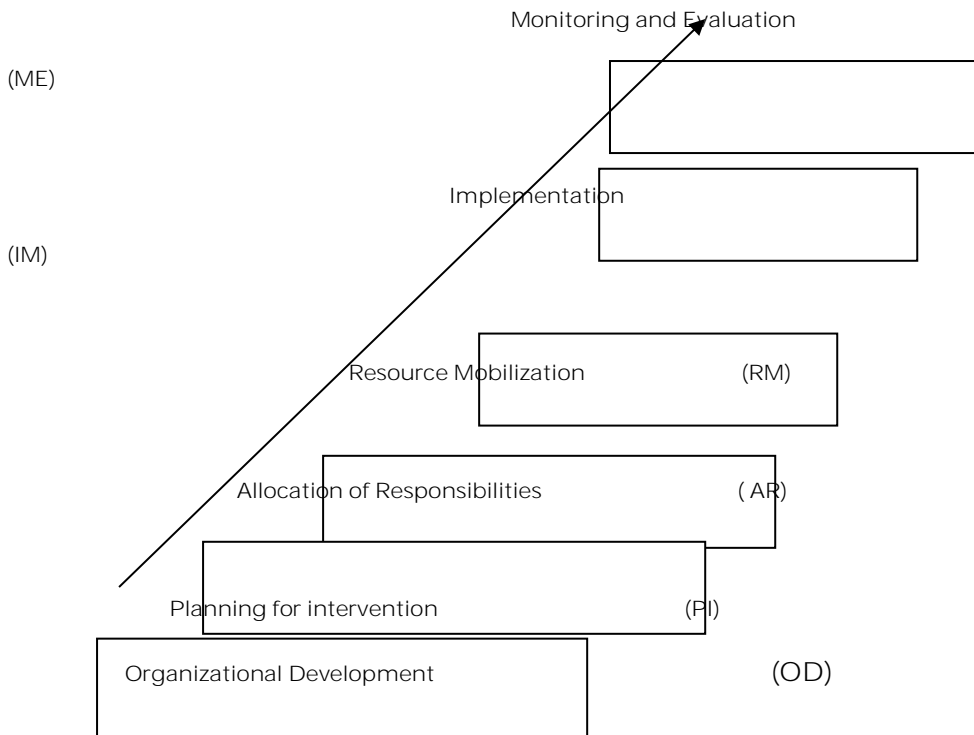 Monitoring and Evaluation
(ME)
Implementation
(IM)
Resource Mobilization (RM)
Allocation of Responsibilities ( AR)
Planning for intervention (PI)
Organizational Development (OD)